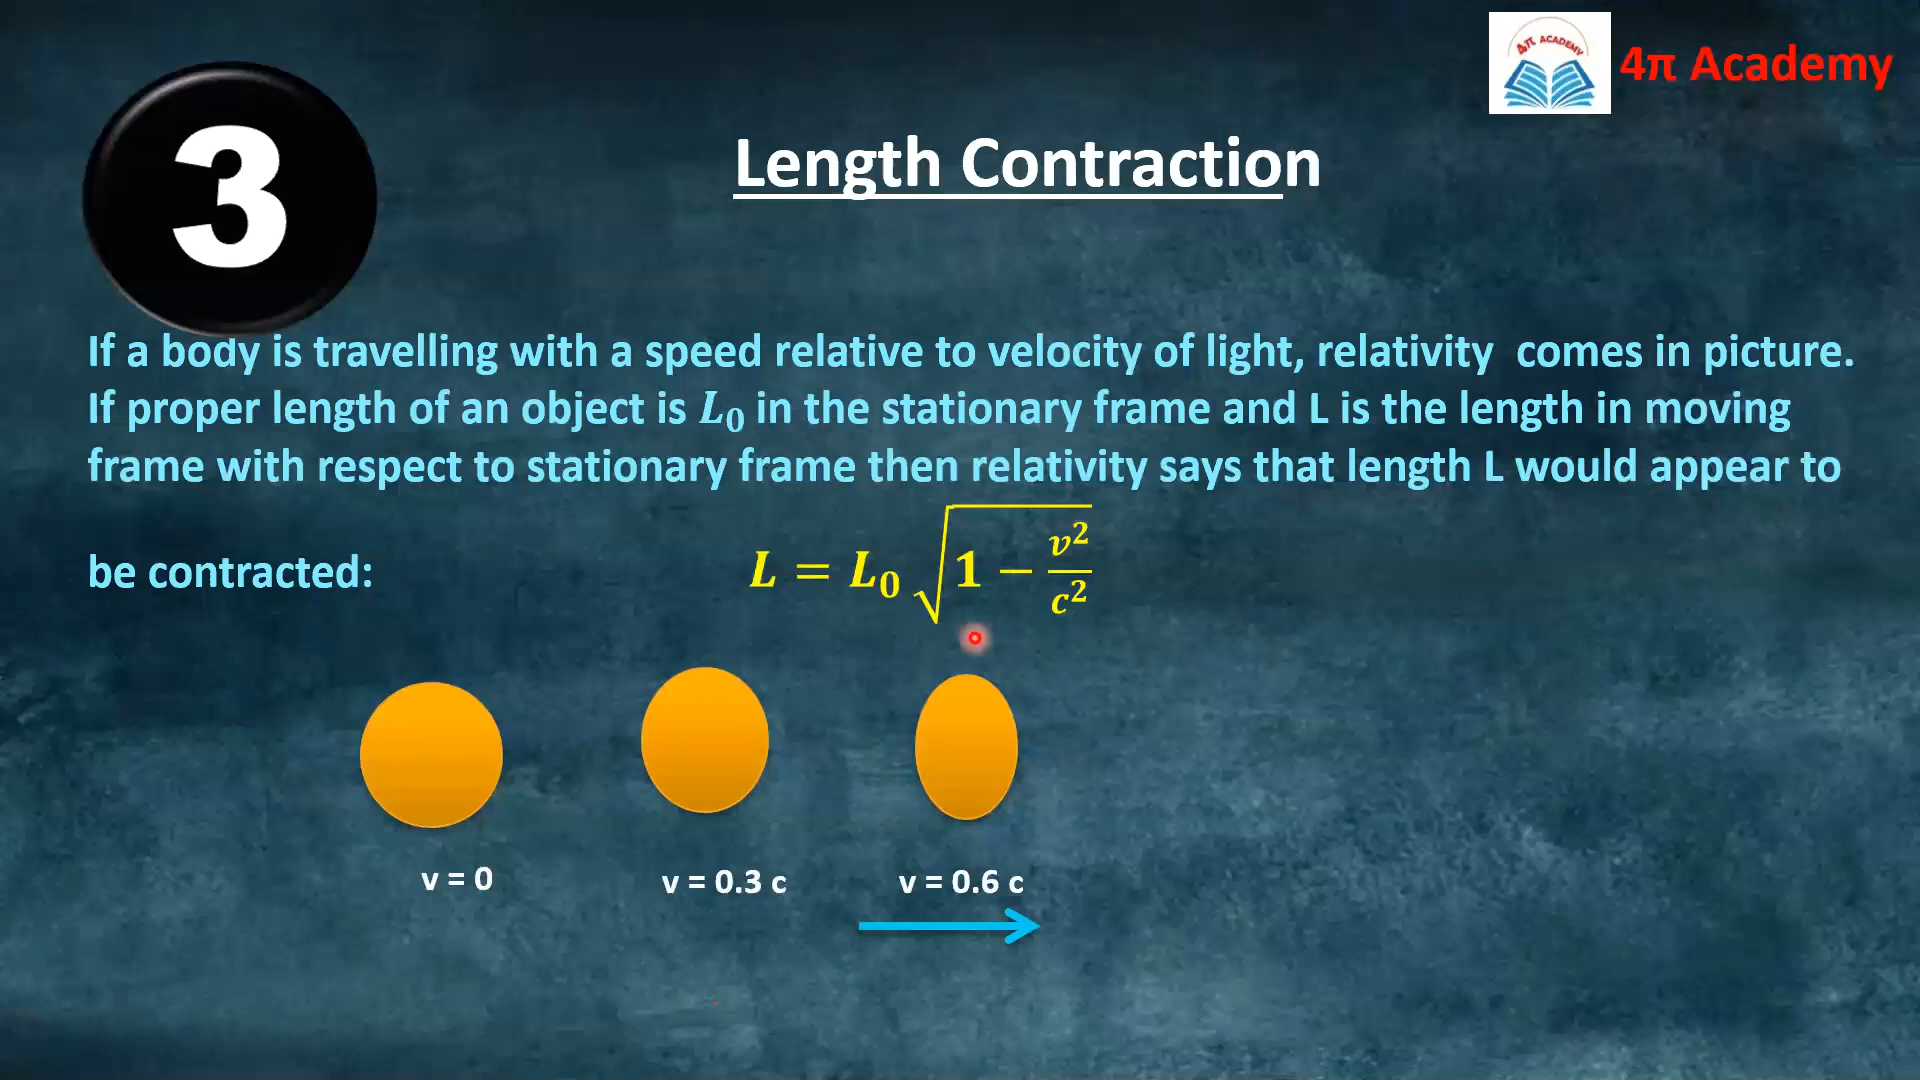 4π ACADEMY
4π Academy
3
Length Contraction
If a body is travelling with a speed relative to velocity of light, relativity  comes in picture.
If proper length of an object is L₀ in the stationary frame and L is the length in moving
frame with respect to stationary frame then relativity says that length L would appear to
be contracted: L = L₀ √(1 − v²/c²)
v = 0
v = 0.3 c
v = 0.6 c